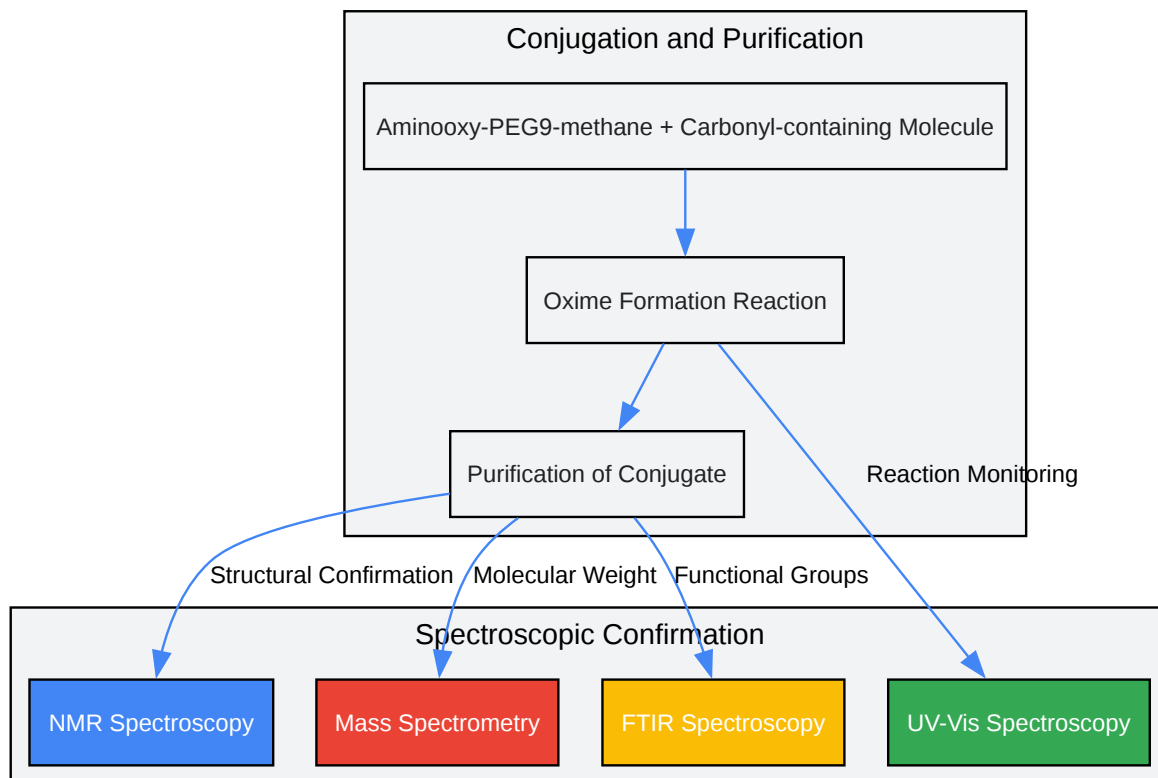 Conjugation and Purification
Aminooxy-PEG9-methane + Carbonyl-containing Molecule
Oxime Formation Reaction
Purification of Conjugate
Reaction Monitoring
Structural Confirmation
Molecular Weight
Functional Groups
Spectroscopic Confirmation
NMR Spectroscopy
Mass Spectrometry
FTIR Spectroscopy
UV-Vis Spectroscopy